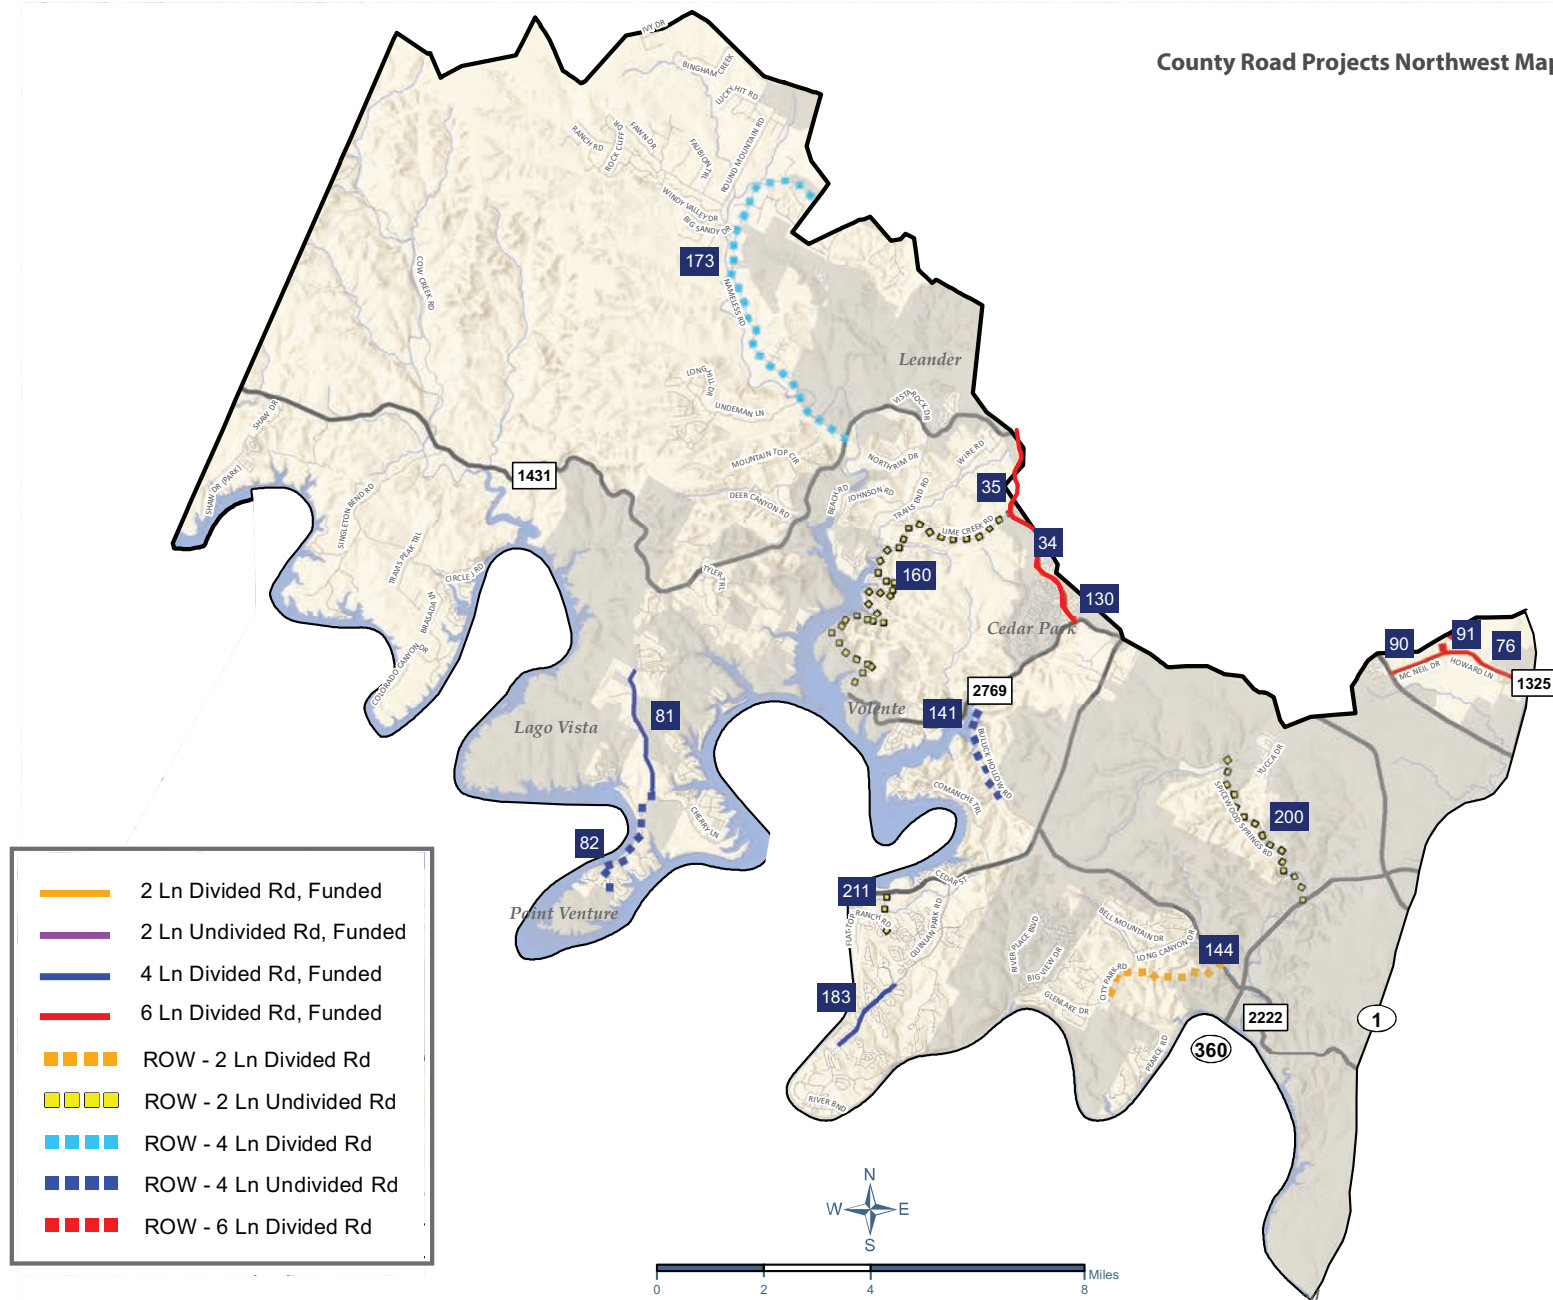 County Road Projects Northwest Map
IVY DR
BINGHAM CREEK
LUCKY HIT RD
RANCH RD
ROCK CLIFF DR
FAWN DR
FAUBION TRL
ROUND MOUNTAIN RD
WINDY VALLEY DR
BIG SANDY DR
173
NAMELESS RD
COW CREEK RD
Leander
LONG HILL DR
LINDEMAN LN
VISTA ROCK DR
SHAW DR
MOUNTAIN TOP CIR
NORTH RIM DR
WIRE RD
1431
SHAW DR (PARK)
SINGLETON BEND RD
DEER CANYON RD
BEACH RD
JOHNSON RD
TRAILS END RD
35
LIME CREEK RD
34
TRAVIS PEAK TRL
CIRCLE J RD
TYLER TRL
160
130
BRASADA LN
Cedar Park
COLORADO CANYON DR
90
91
76
MC NEIL DR
HOWARD LN
1325
2769
Volente
141
81
Lago Vista
BULLICK HOLLOW RD
YUCCA DR
COMANCHE TRL
SPICEWOOD SPRINGS RD
200
CHERRY LN
82
Point Venture
211
CEDAR ST
FLAT TOP RANCH RD
QUINLAN PARK RD
BELL MOUNTAIN DR
LONG CANYON DR
RIVER PLACE BLVD
BIG VIEW DR
CITY PARK RD
144
GLENLAKE DR
183
2222
1
360
PEARCE RD
RIVER BND
2 Ln Divided Rd, Funded
2 Ln Undivided Rd, Funded
4 Ln Divided Rd, Funded
6 Ln Divided Rd, Funded
ROW - 2 Ln Divided Rd
ROW - 2 Ln Undivided Rd
ROW - 4 Ln Divided Rd
ROW - 4 Ln Undivided Rd
ROW - 6 Ln Divided Rd
N
W E
S
Miles
0 2 4 8